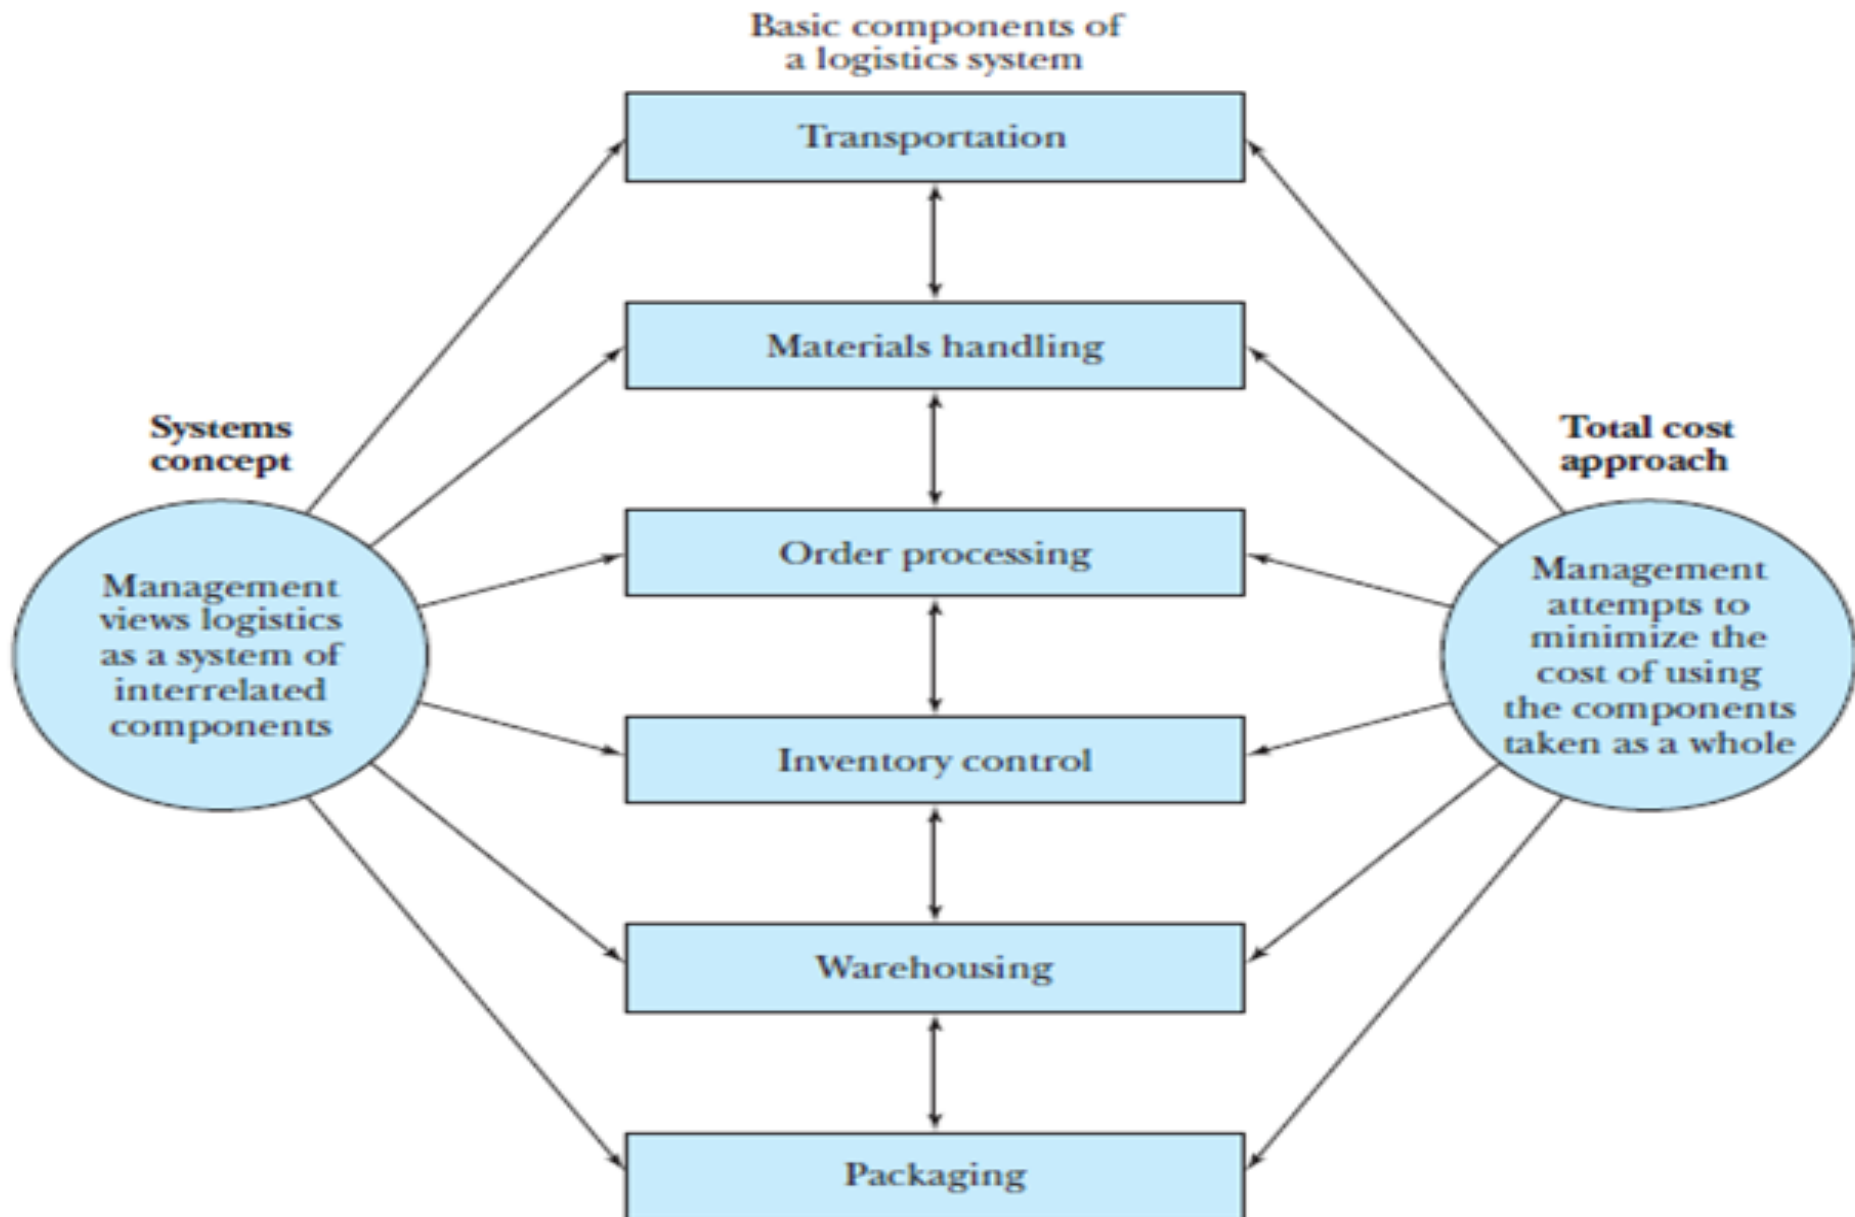 Basic components of
a logistics system
Transportation
Materials handling
Systems
concept
Total cost
approach
Order processing
Management
views logistics
as a system of
interrelated
components
Management
attempts to
minimize the
cost of using
the components
taken as a whole
Inventory control
Warehousing
Packaging